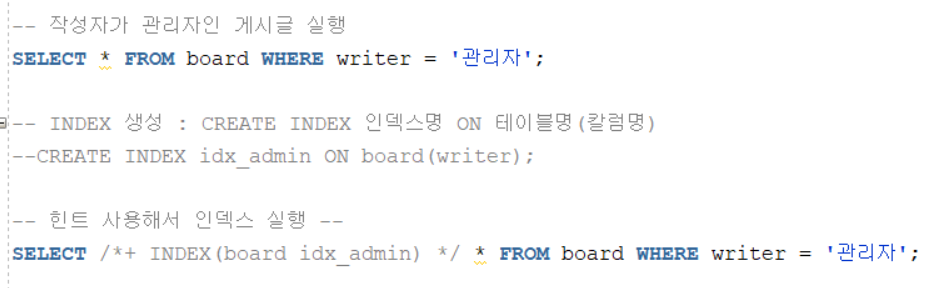 -- 작성자가 관리자인 게시글 실행
SELECT * FROM board WHERE writer = '관리자';
-- INDEX 생성 : CREATE INDEX 인덱스명 ON 테이블명(칼럼명)
--CREATE INDEX idx_admin ON board(writer);
-- 힌트 사용해서 인덱스 실행 --
SELECT /*+ INDEX(board idx_admin) */ * FROM board WHERE writer = '관리자';